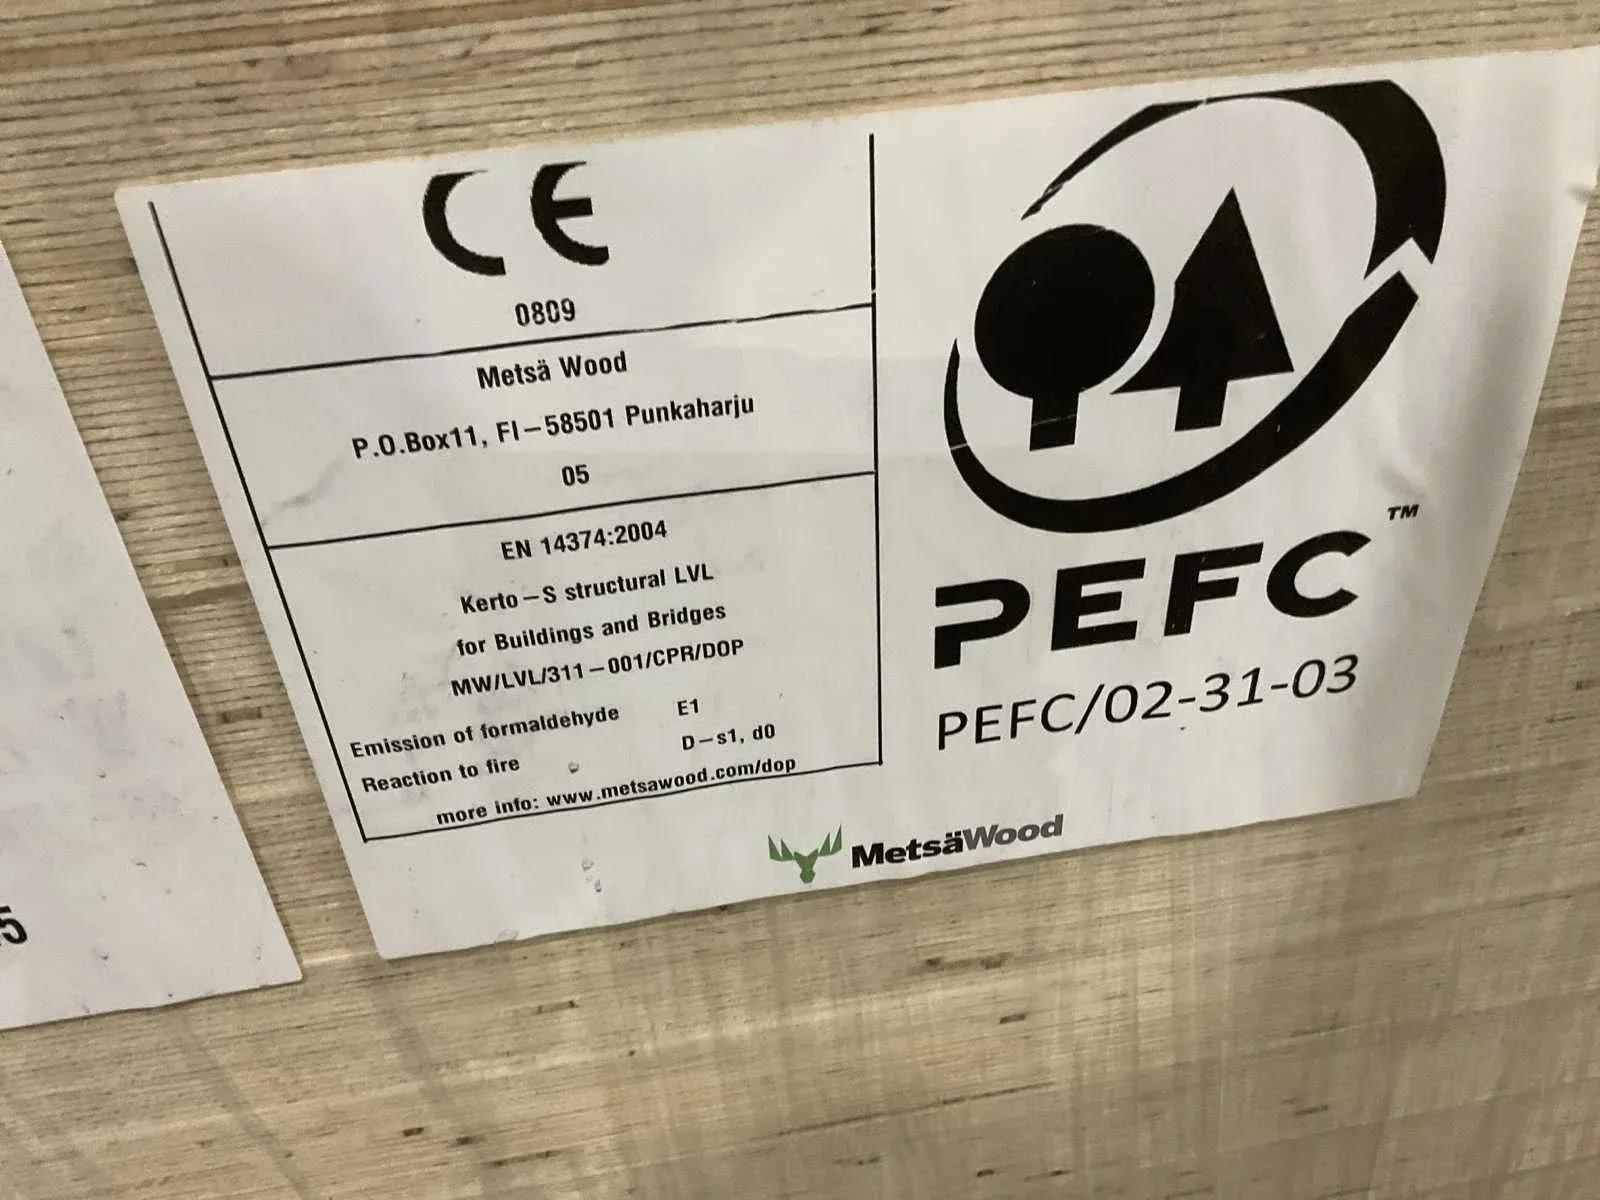 CE
0809
Metsä Wood
P.O.Box11, FI–58501 Punkaharju
05
EN 14374:2004
Kerto–S structural LVL
for Buildings and Bridges
MW/LVL/311–001/CPR/DOP
Emission of formaldehyde E1
Reaction to fire D–s1, d0
more info: www.metsawood.com/dop
PEFC™
PEFC/02-31-03
MetsäWood
5